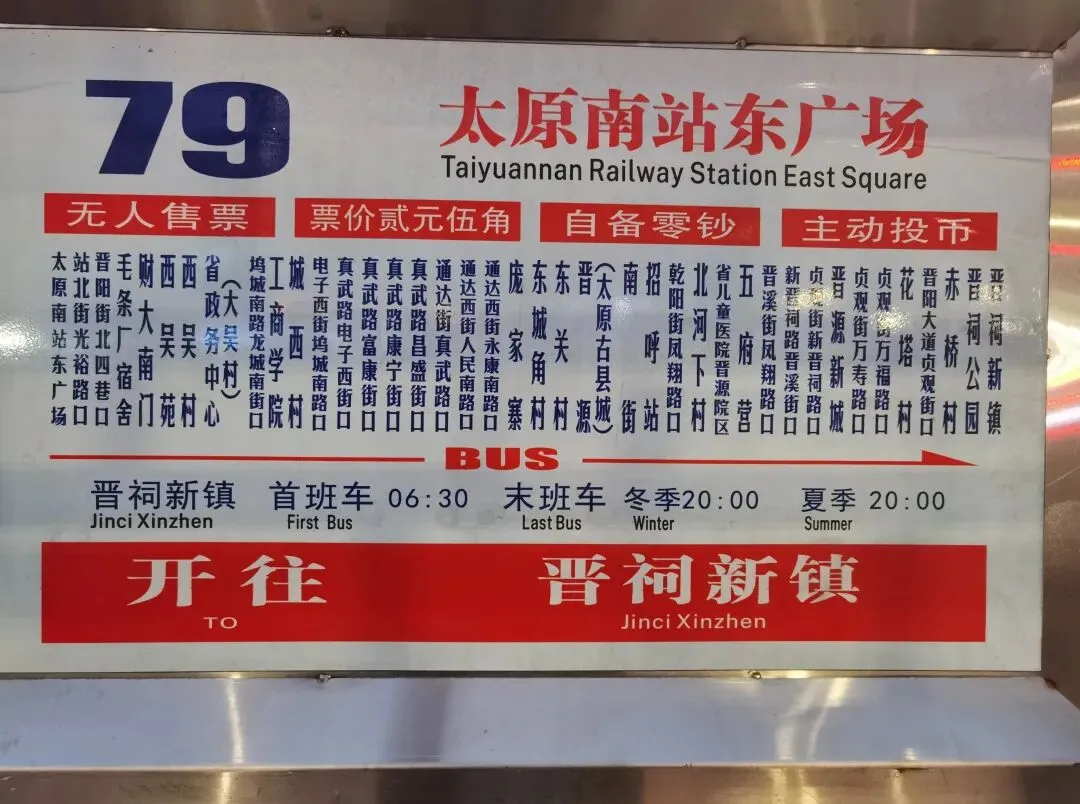 79
太原南站东广场
Taiyuannan Railway Station East Square
无人售票
票价贰元伍角
自备零钞
主动投币
太原南站东广场
站北街光裕路口
晋阳街北四巷口
毛条厂宿舍
财大南门
西吴苑
西吴村
省政务中心
(大吴村)
坞城南路龙城南街口
工商学院
城西村
电子西街坞城南路口
真武路电子西街口
真武路富康街口
真武路康宁街口
真武路昌盛街口
通达街真武路口
通达西街人民南路口
通达西街永康南路口
庞家寨
东城角村
东关村
晋源
(太原古县城)
南街
招呼站
乾阳街凤翔路口
北河下村
省儿童医院晋源院区
五府营
晋溪街凤翔路口
新晋祠路晋溪街口
贞观街新晋祠路口
晋源新城
贞观街万寿路口
贞观街万福路口
花塔村
晋阳大道贞观街口
赤桥村
晋祠公园
晋祠新镇
BUS
晋祠新镇 首班车 06:30 末班车 冬季20:00 夏季 20:00
Jinci Xinzhen First Bus Last Bus Winter Summer
开往 晋祠新镇
TO Jinci Xinzhen